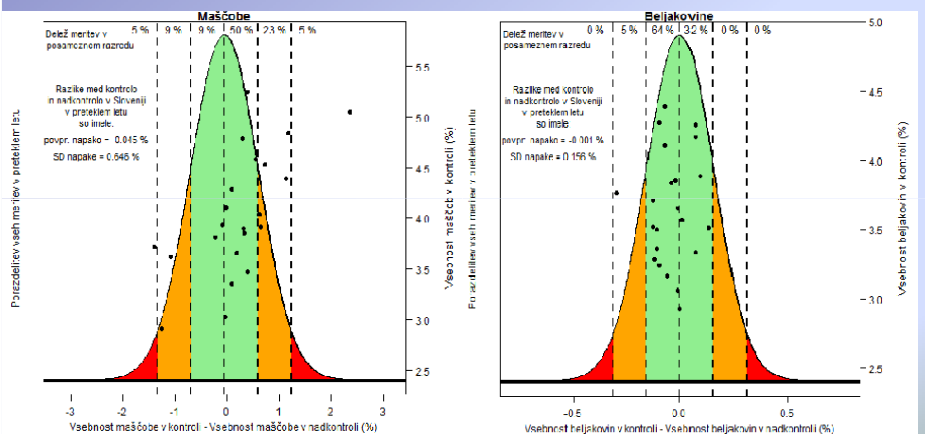 Maščobe
Delež meritev v
posameznem razredu
5 % 9 % 9 % 50 % 23 % 5 %
Razlike med kontrolo
in nadkontrolo v Sloveniji
v preteklem letu
so imele:
povpr. napako = -0.045 %
SD napake = 0.646 %
Porazdelitev vseh meritev v preteklem letu
5.5
5.0
4.5
4.0
3.5
3.0
2.5
Vsebnost maščob v kontroli (%)
-3 -2 -1 0 1 2 3
Vsebnost maščobe v kontroli - Vsebnost maščobe v nadkontroli (%)
Beljakovine
Delež meritev v
posameznem razredu
0 % 5 % 64 % 32 % 0 % 0 %
Razlike med kontrolo
in nadkontrolo v Sloveniji
v preteklem letu
so imele:
povpr. napako = -0.001 %
SD napake = 0.156 %
Porazdelitev vseh meritev v preteklem letu
5.0
4.5
4.0
3.5
3.0
2.5
Vsebnost beljakovin v kontroli (%)
-0.5 0.0 0.5
Vsebnost beljakovin v kontroli - Vsebnost beljakovin v nadkontroli (%)